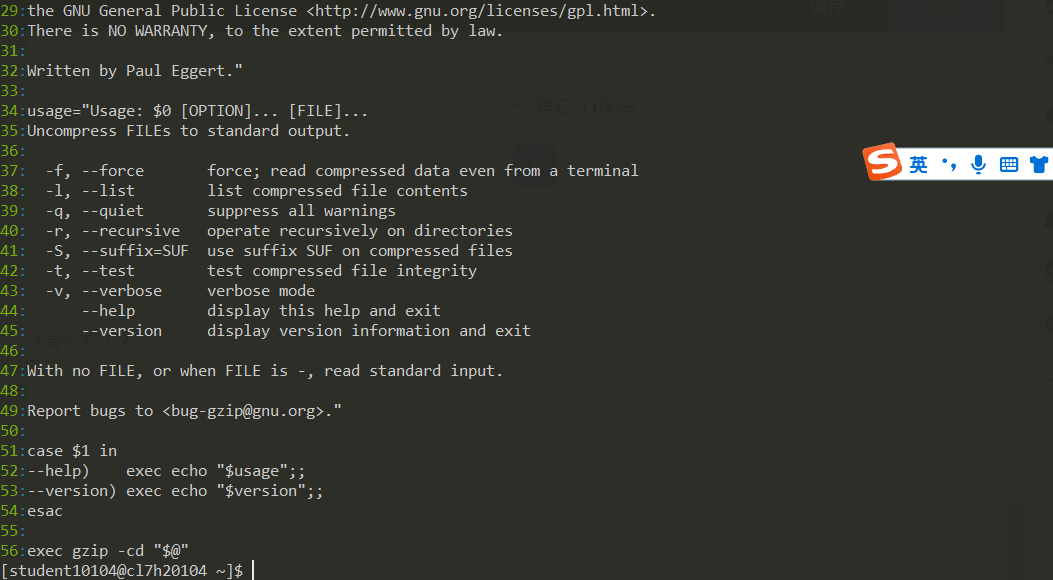 29:the GNU General Public License <http://www.gnu.org/licenses/gpl.html>.
30:There is NO WARRANTY, to the extent permitted by law.
31:
32:Written by Paul Eggert."
33:
34:usage="Usage: $0 [OPTION]... [FILE]...
35:Uncompress FILEs to standard output.
36:
37:  -f, --force       force; read compressed data even from a terminal
38:  -l, --list        list compressed file contents
39:  -q, --quiet       suppress all warnings
40:  -r, --recursive   operate recursively on directories
41:  -S, --suffix=SUF  use suffix SUF on compressed files
42:  -t, --test        test compressed file integrity
43:  -v, --verbose     verbose mode
44:      --help        display this help and exit
45:      --version     display version information and exit
46:
47:With no FILE, or when FILE is -, read standard input.
48:
49:Report bugs to <bug-gzip@gnu.org>."
50:
51:case $1 in
52:--help)    exec echo "$usage";;
53:--version) exec echo "$version";;
54:esac
55:
56:exec gzip -cd "$@"
[student10104@cl7h20104 ~]$
S 英